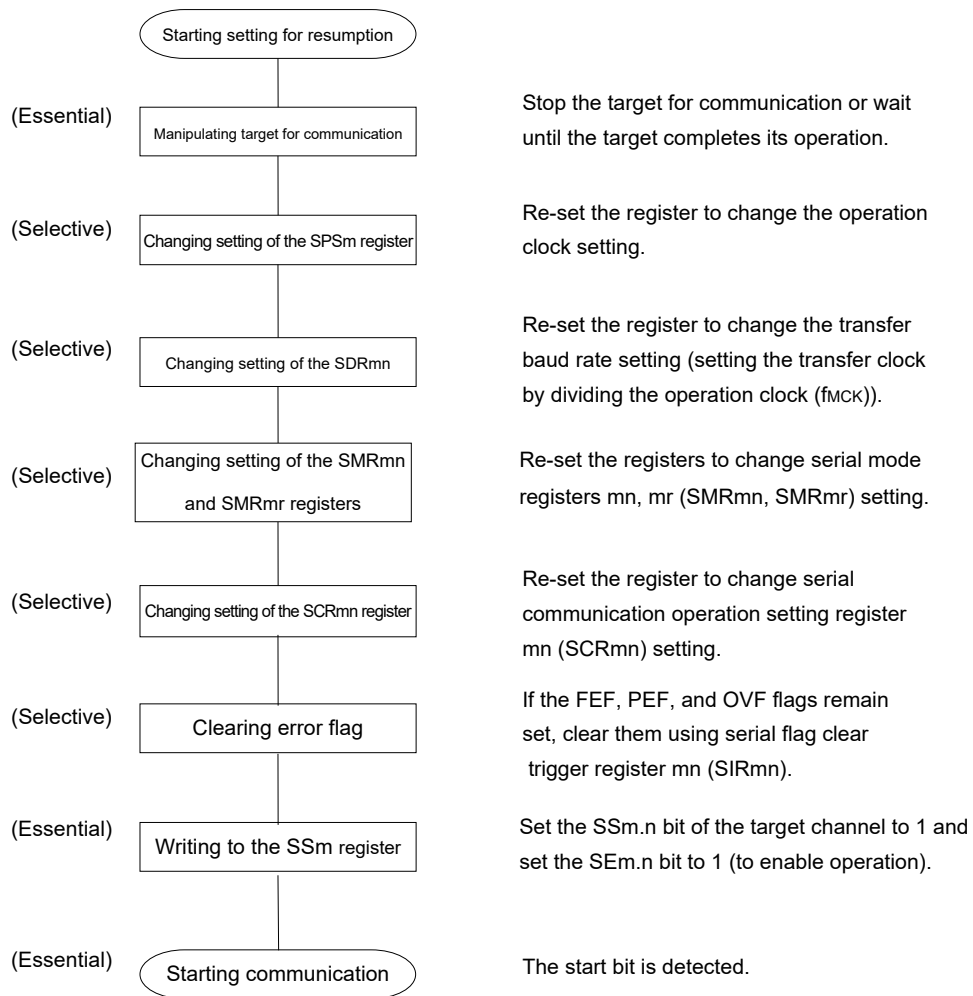 Starting setting for resumption
(Essential)
Manipulating target for communication
Stop the target for communication or wait
until the target completes its operation.
(Selective)
Changing setting of the SPSm register
Re-set the register to change the operation
clock setting.
(Selective)
Changing setting of the SDRmn
Re-set the register to change the transfer
baud rate setting (setting the transfer clock
by dividing the operation clock (fMCK)).
(Selective)
Changing setting of the SMRmn
and SMRmr registers
Re-set the registers to change serial mode
registers mn, mr (SMRmn, SMRmr) setting.
(Selective)
Changing setting of the SCRmn register
Re-set the register to change serial
communication operation setting register
mn (SCRmn) setting.
(Selective)
Clearing error flag
If the FEF, PEF, and OVF flags remain
set, clear them using serial flag clear
trigger register mn (SIRmn).
(Essential)
Writing to the SSm register
Set the SSm.n bit of the target channel to 1 and
set the SEm.n bit to 1 (to enable operation).
(Essential)
Starting communication
The start bit is detected.